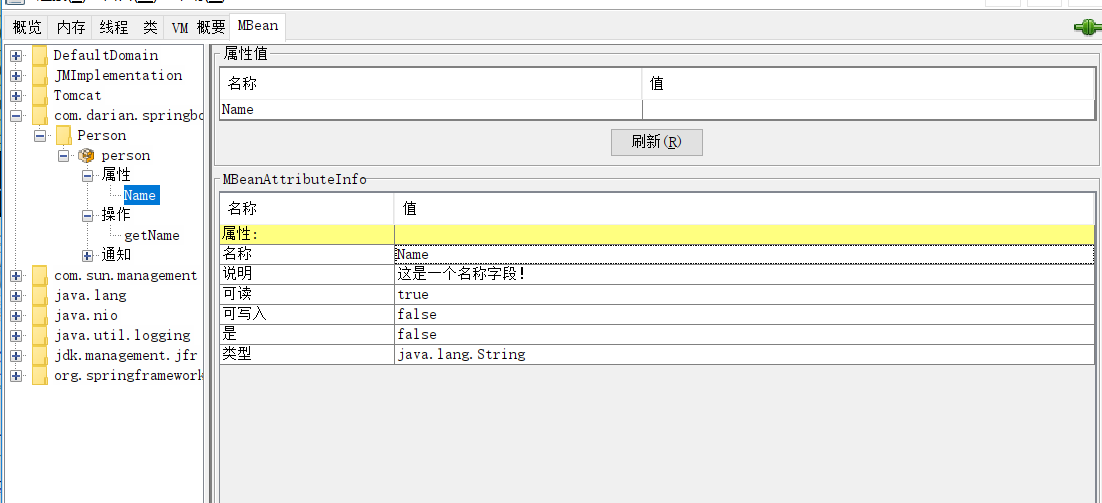 概览 内存 线程 类 VM 概要 MBean
DefaultDomain
JMImplementation
Tomcat
com.darian.springbo
Person
person
属性
Name
操作
getName
通知
com.sun.management
java.lang
java.nio
java.util.logging
jdk.management.jfr
org.springframework
属性值
名称 值
Name
刷新(R)
MBeanAttributeInfo
名称 值
属性:
名称 Name
说明 这是一个名称字段!
可读 true
可写入 false
是 false
类型 java.lang.String